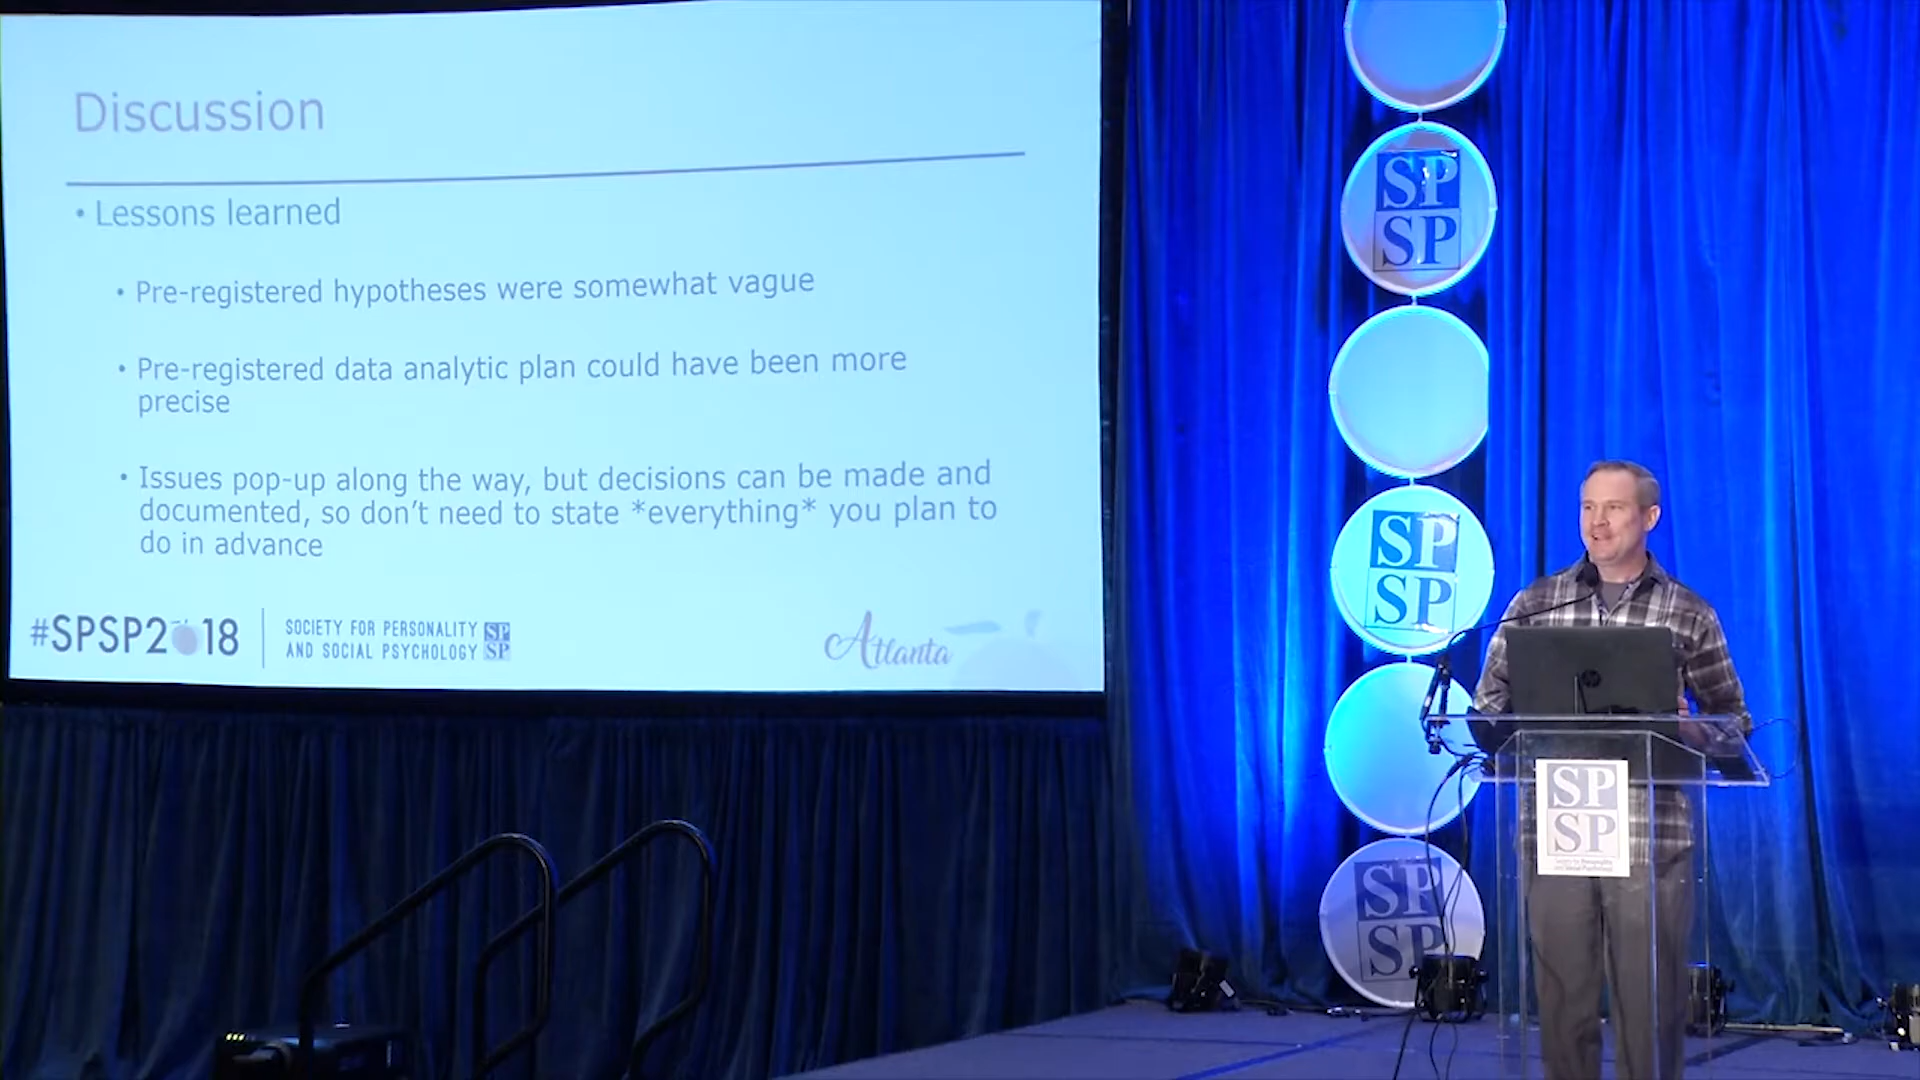 Discussion
• Lessons learned
• Pre-registered hypotheses were somewhat vague
• Pre-registered data analytic plan could have been more
precise
• Issues pop-up along the way, but decisions can be made and
documented, so don't need to state *everything* you plan to
do in advance
#SPSP2018
SOCIETY FOR PERSONALITY
AND SOCIAL PSYCHOLOGY
SP
SP
Atlanta
SP
SP
SP
SP
SP
SP
SP
SP